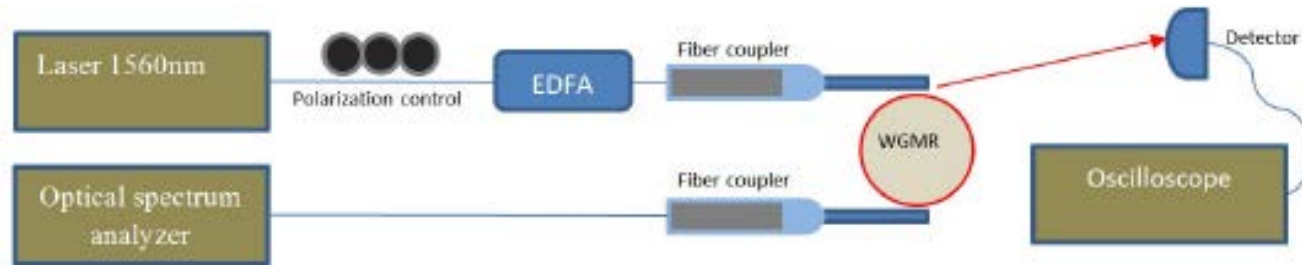 Laser 1560nm
Polarization control
EDFA
Fiber coupler
WGMR
Detector
Optical spectrum
analyzer
Fiber coupler
Oscilloscope